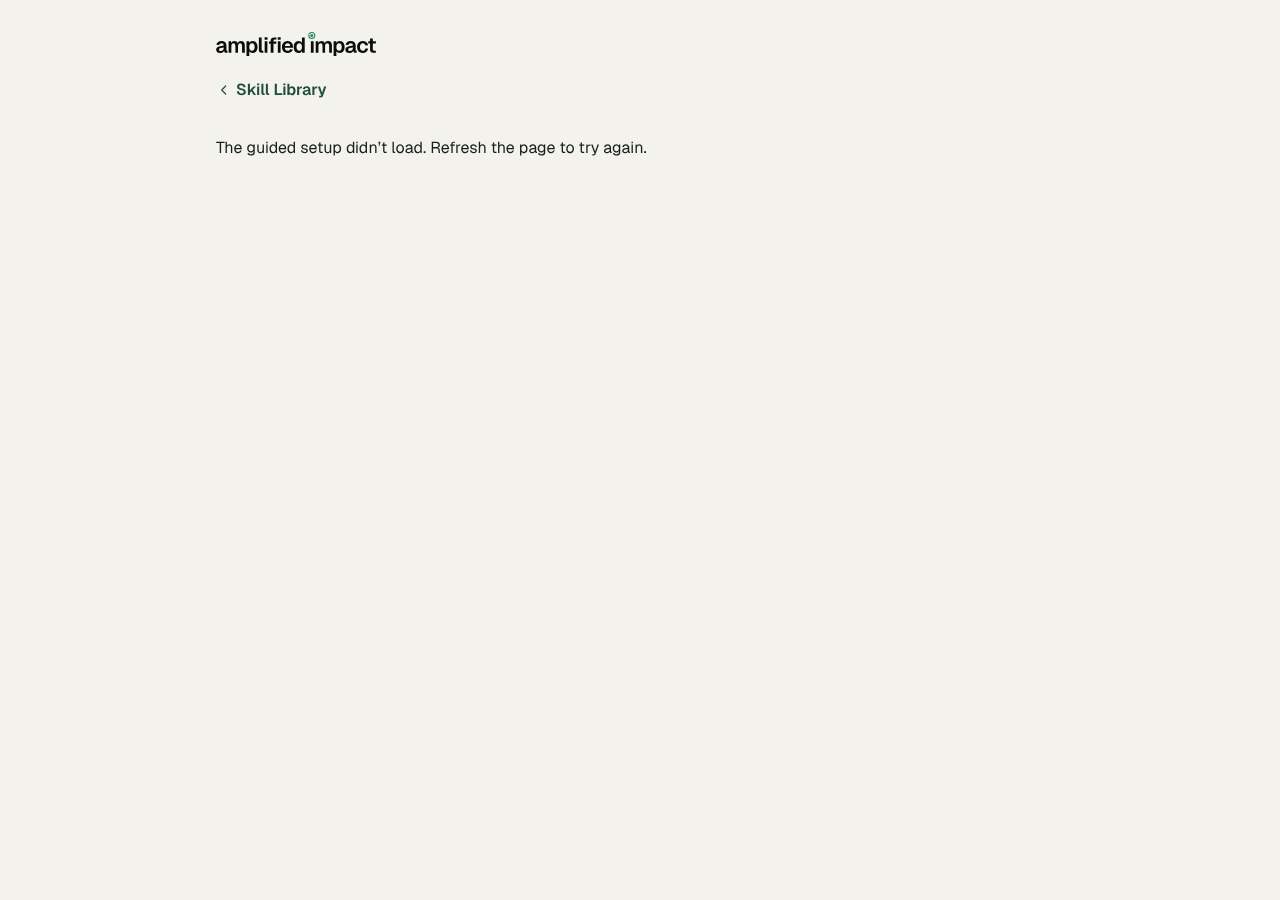 amplified impact
Skill Library
The guided setup didn’t load. Refresh the page to try again.